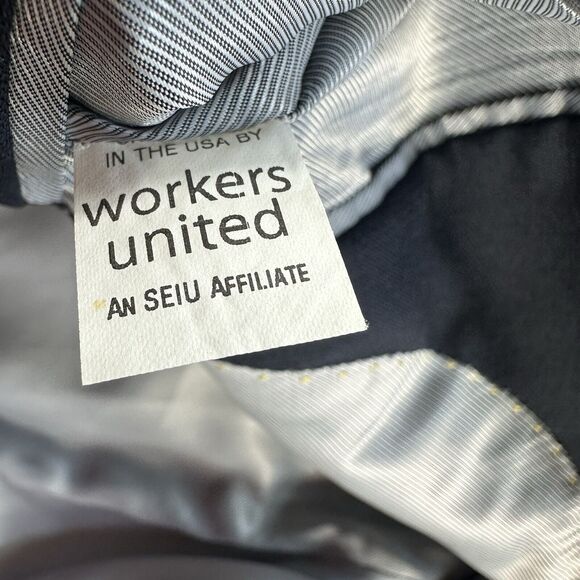 IN THE USA BY
workers
united
AN SEIU AFFILIATE